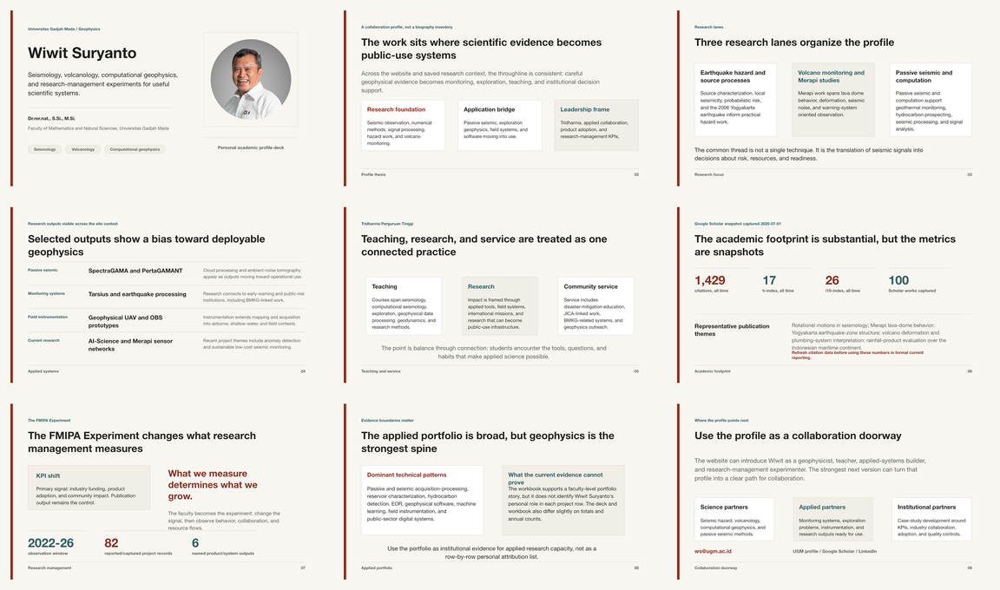 Universitas Gadjah Mada / Geophysics
Wiwit Suryanto
Seismology, volcanology, computational geophysics,
and research-management experiments for useful
scientific systems.
Dr.rer.nat., S.Si., M.Si.
Faculty of Mathematics and Natural Sciences, Universitas Gadjah Mada
Seismology
Volcanology
Computational geophysics
Personal academic profile deck
A collaboration profile, not a biography inventory
The work sits where scientific evidence becomes
public-use systems
Across the website and saved research context, the throughline is consistent: careful
geophysical evidence becomes monitoring, exploration, teaching, and institutional decision
support.
Research foundation
Seismic observation, numerical
methods, signal processing,
hazard work, and volcano
monitoring.
Application bridge
Passive seismic, exploration
geophysics, field systems, and
software moving into use.
Leadership frame
Tridharma, applied collaboration,
product adoption, and
research-management KPIs.
Profile thesis
02
Research lanes
Three research lanes organize the profile
Earthquake hazard and
source processes
Source characterization, local
seismicity, probabilistic risk,
and the 2006 Yogyakarta
earthquake inform practical
hazard work.
Volcano monitoring and
Merapi studies
Merapi work spans lava dome
behavior, deformation, seismic
noise, and warning-system
oriented observation.
Passive seismic and
computation
Passive seismic and
computation support
geothermal monitoring,
hydrocarbon prospecting,
seismic processing, and signal
analysis.
The common thread is not a single technique. It is the translation of seismic signals into
decisions about risk, resources, and readiness.
Research focus
03
Research outputs visible across the site context
Selected outputs show a bias toward deployable
geophysics
Passive seismic
SpectraGAMA and PertaGAMANT
Cloud processing and ambient-noise tomography
appear as outputs moving toward operational use.
Monitoring systems
Tarsius and earthquake processing
Research connects to early-warning and public-risk
institutions, including BMKG-linked work.
Field instrumentation
Geophysical UAV and OBS
prototypes
Instrumentation extends mapping and acquisition
into airborne, shallow-water, and field contexts.
Current research
AI-Science and Merapi sensor
networks
Recent project themes include anomaly detection
and sustainable low-cost seismic monitoring.
Applied systems
04
Tridharma Perguruan Tinggi
Teaching, research, and service are treated as one
connected practice
Teaching
Courses span seismology,
computational seismology,
exploration, geophysical data
processing, geodynamics, and
research methods.
Research
Impact is framed through
applied tools, field systems,
international missions, and
research that can become
public-use infrastructure.
Community service
Service includes
disaster-mitigation education,
JICA-linked work,
BMKG-related systems, and
geophysics outreach.
The point is balance through connection: students encounter the tools, questions, and
habits that make applied science possible.
Teaching and service
05
Google Scholar snapshot captured 2026-07-01
The academic footprint is substantial, but the metrics
are snapshots
1,429
citations, all time
17
h-index, all time
26
i10-index, all time
100
Scholar works captured
Representative publication
themes
Rotational motions in seismology; Merapi lava-dome behavior;
Yogyakarta earthquake-zone structure; volcano deformation and
plumbing-system interpretation; rainfall-product evaluation over the
Indonesian maritime continent.
Refresh citation data before using these numbers in formal current
reporting.
Academic footprint
06
The FMIPA Experiment
The FMIPA Experiment changes what research
management measures
KPI shift
Primary signal: industry funding, product
adoption, and community impact. Publication
output remains the control.
What we measure
determines what we
grow.
The faculty becomes the experiment: change the
signal, then observe behavior, engagement, and
resource flows.
2022-26
observation window
82
reported/captured project records
6
named product/system outputs
Research management
07
Evidence boundaries matter
The applied portfolio is broad, but geophysics is the
strongest spine
Dominant technical patterns
Passive and seismic acquisition-processing,
reservoir characterization, hydrocarbon
detection, EOR, geophysical software, machine
learning, field instrumentation, and
public-sector digital systems.
What the current evidence cannot
prove
The workbook supports a faculty-level portfolio
story, but it does not identify Wiwit Suryanto's
personal role in each project row. The deck and
workbook also differ slightly on totals and
annual counts.
Use the portfolio as institutional evidence for applied research capacity, not as a
row-by-row personal attribution list.
Applied portfolio
08
Where the profile points next
Use the profile as a collaboration doorway
The website can introduce Wiwit as a geophysicist, teacher, applied-systems builder,
and research-management experimenter. The strongest next version can turn that
profile into a clear path for collaboration.
Science partners
Seismic hazard, volcanology,
computational geophysics, and
passive seismic methods.
Applied partners
Monitoring systems, exploration
problems, instrumentation, and
research outputs ready for use.
Institutional partners
Case-study development around
KPIs, industry collaboration,
adoption, and quality controls.
ws@ugm.ac.id
UGM profile / Google Scholar / LinkedIn
Collaboration doorway
09